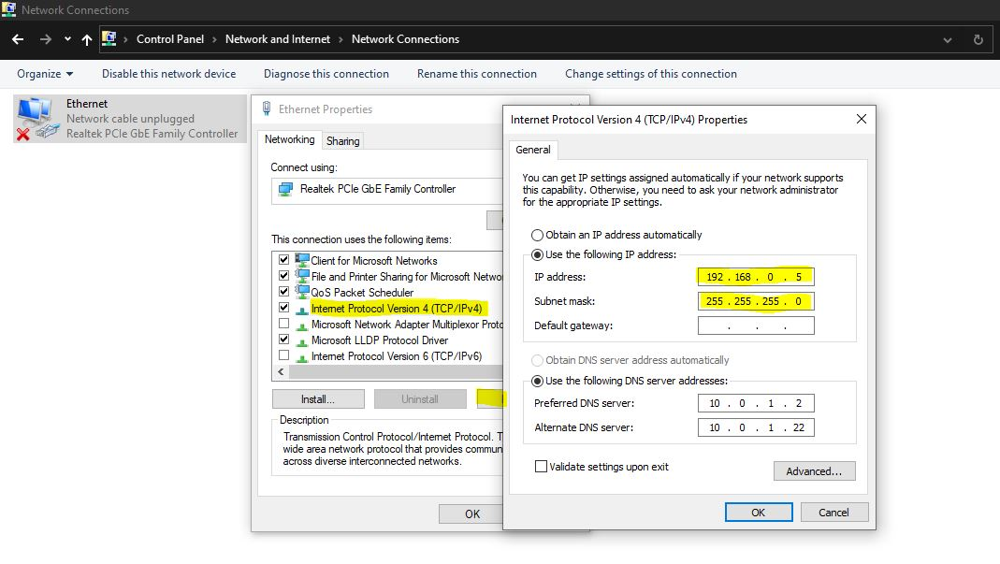 Network Connections
Control Panel > Network and Internet > Network Connections
Organize Disable this network device Diagnose this connection Rename this connection Change settings of this connection
Ethernet
Network cable unplugged
Realtek PCIe GbE Family Controller
Ethernet Properties
Networking Sharing
Connect using:
Realtek PCIe GbE Family Controller
This connection uses the following items:
Client for Microsoft Networks
File and Printer Sharing for Microsoft Netwo
QoS Packet Scheduler
Internet Protocol Version 4 (TCP/IPv4)
Microsoft Network Adapter Multiplexor Proto
Microsoft LLDP Protocol Driver
Internet Protocol Version 6 (TCP/IPv6)
Install... Uninstall
Description
Transmission Control Protocol/Internet Protocol. T
wide area network protocol that provides commun
across diverse interconnected networks.
OK
Internet Protocol Version 4 (TCP/IPv4) Properties
General
You can get IP settings assigned automatically if your network supports
this capability. Otherwise, you need to ask your network administrator
for the appropriate IP settings.
Obtain an IP address automatically
Use the following IP address:
IP address: 192 . 168 . 0 . 5
Subnet mask: 255 . 255 . 255 . 0
Default gateway: . . .
Obtain DNS server address automatically
Use the following DNS server addresses:
Preferred DNS server: 10 . 0 . 1 . 2
Alternate DNS server: 10 . 0 . 1 . 22
Validate settings upon exit
Advanced...
OK Cancel